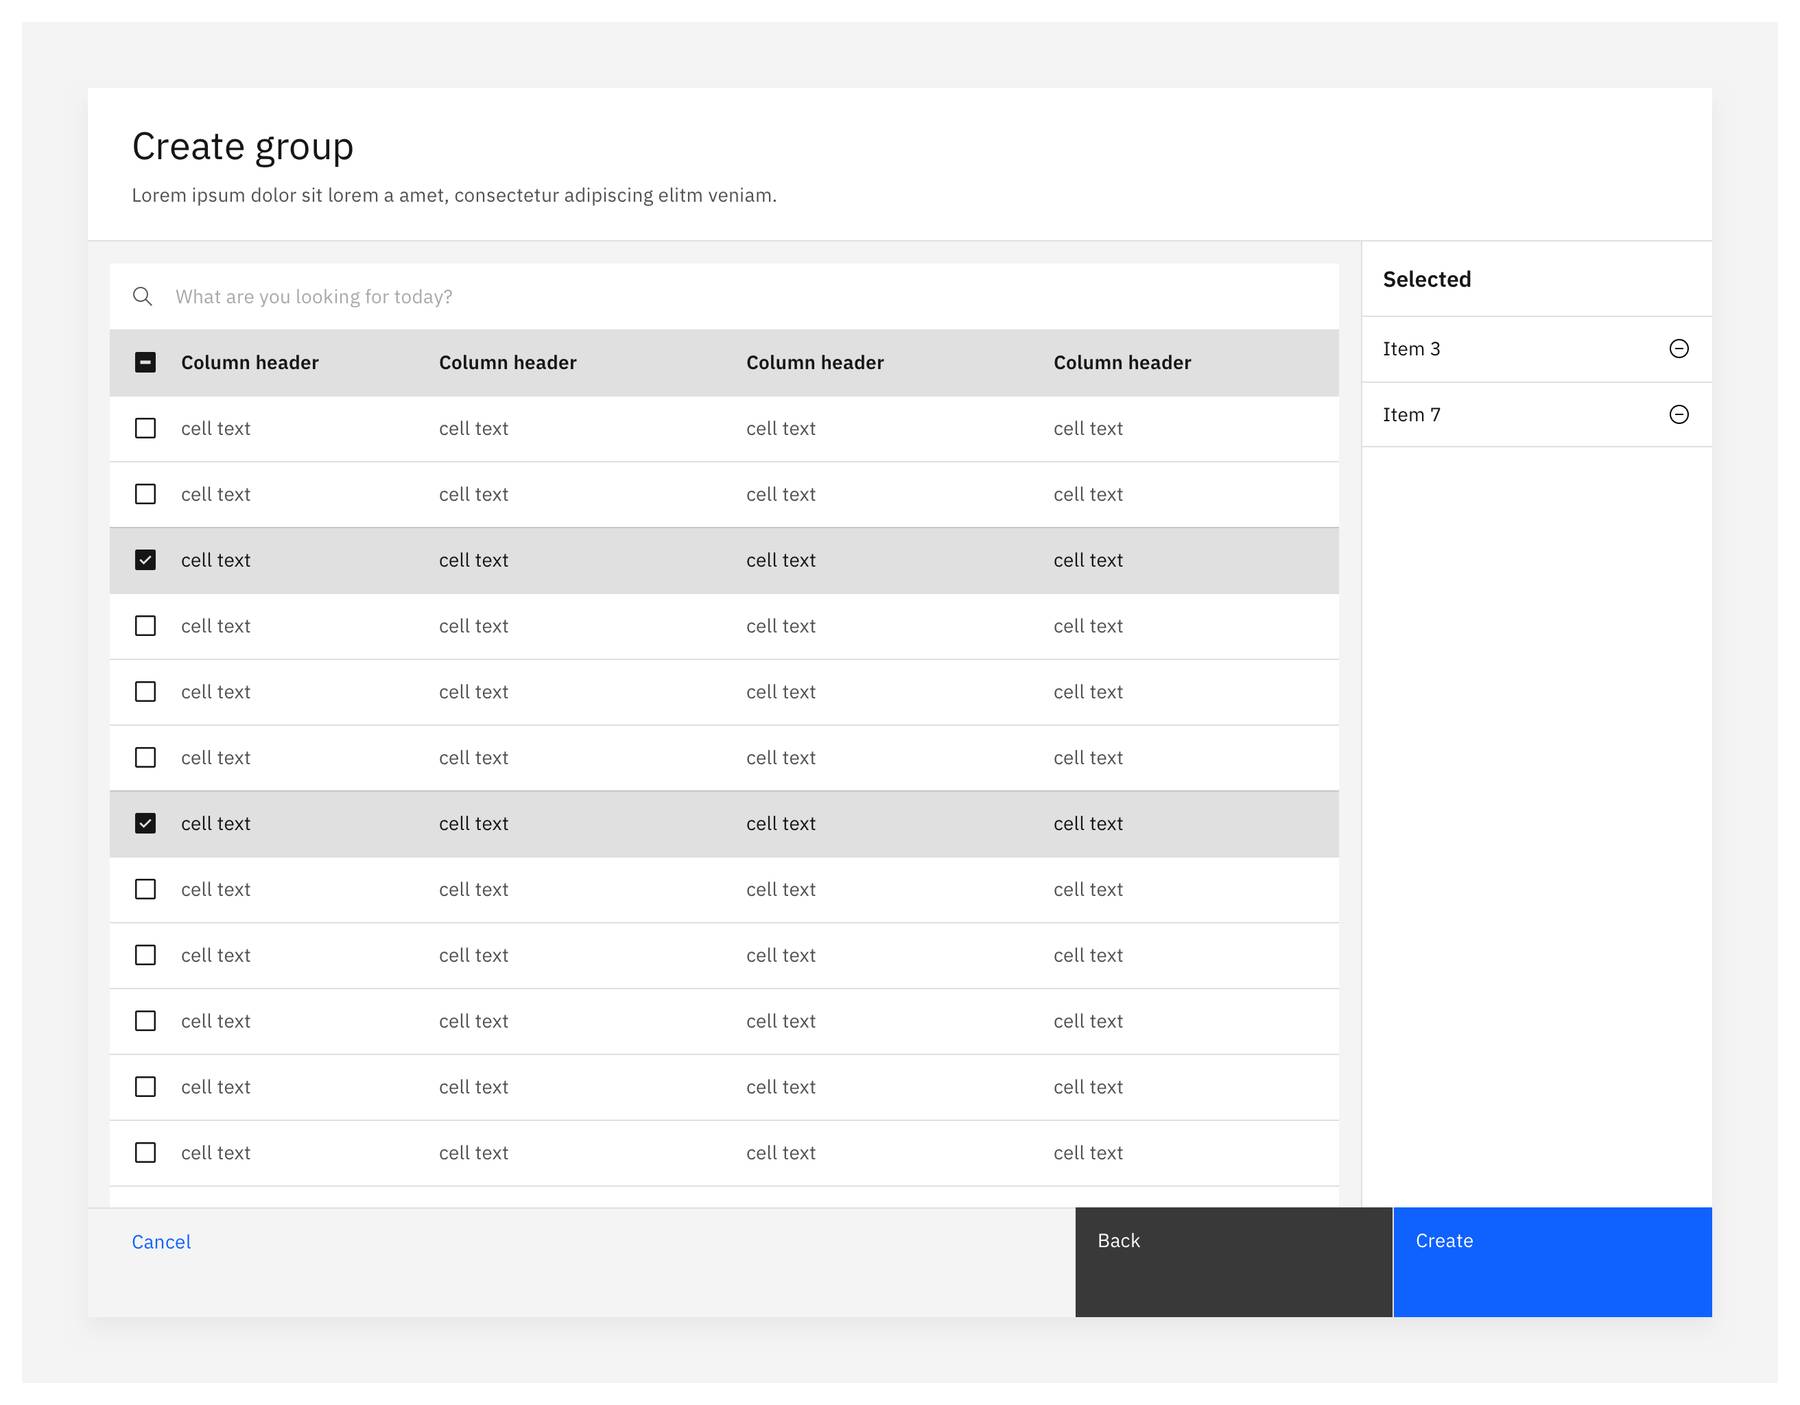 Create group
Lorem ipsum dolor sit lorem a amet, consectetur adipiscing elitm veniam.
What are you looking for today?
Column header Column header Column header Column header
cell text cell text cell text cell text
cell text cell text cell text cell text
cell text cell text cell text cell text
cell text cell text cell text cell text
cell text cell text cell text cell text
cell text cell text cell text cell text
cell text cell text cell text cell text
cell text cell text cell text cell text
cell text cell text cell text cell text
cell text cell text cell text cell text
cell text cell text cell text cell text
cell text cell text cell text cell text
Selected
Item 3
Item 7
Cancel
Back
Create